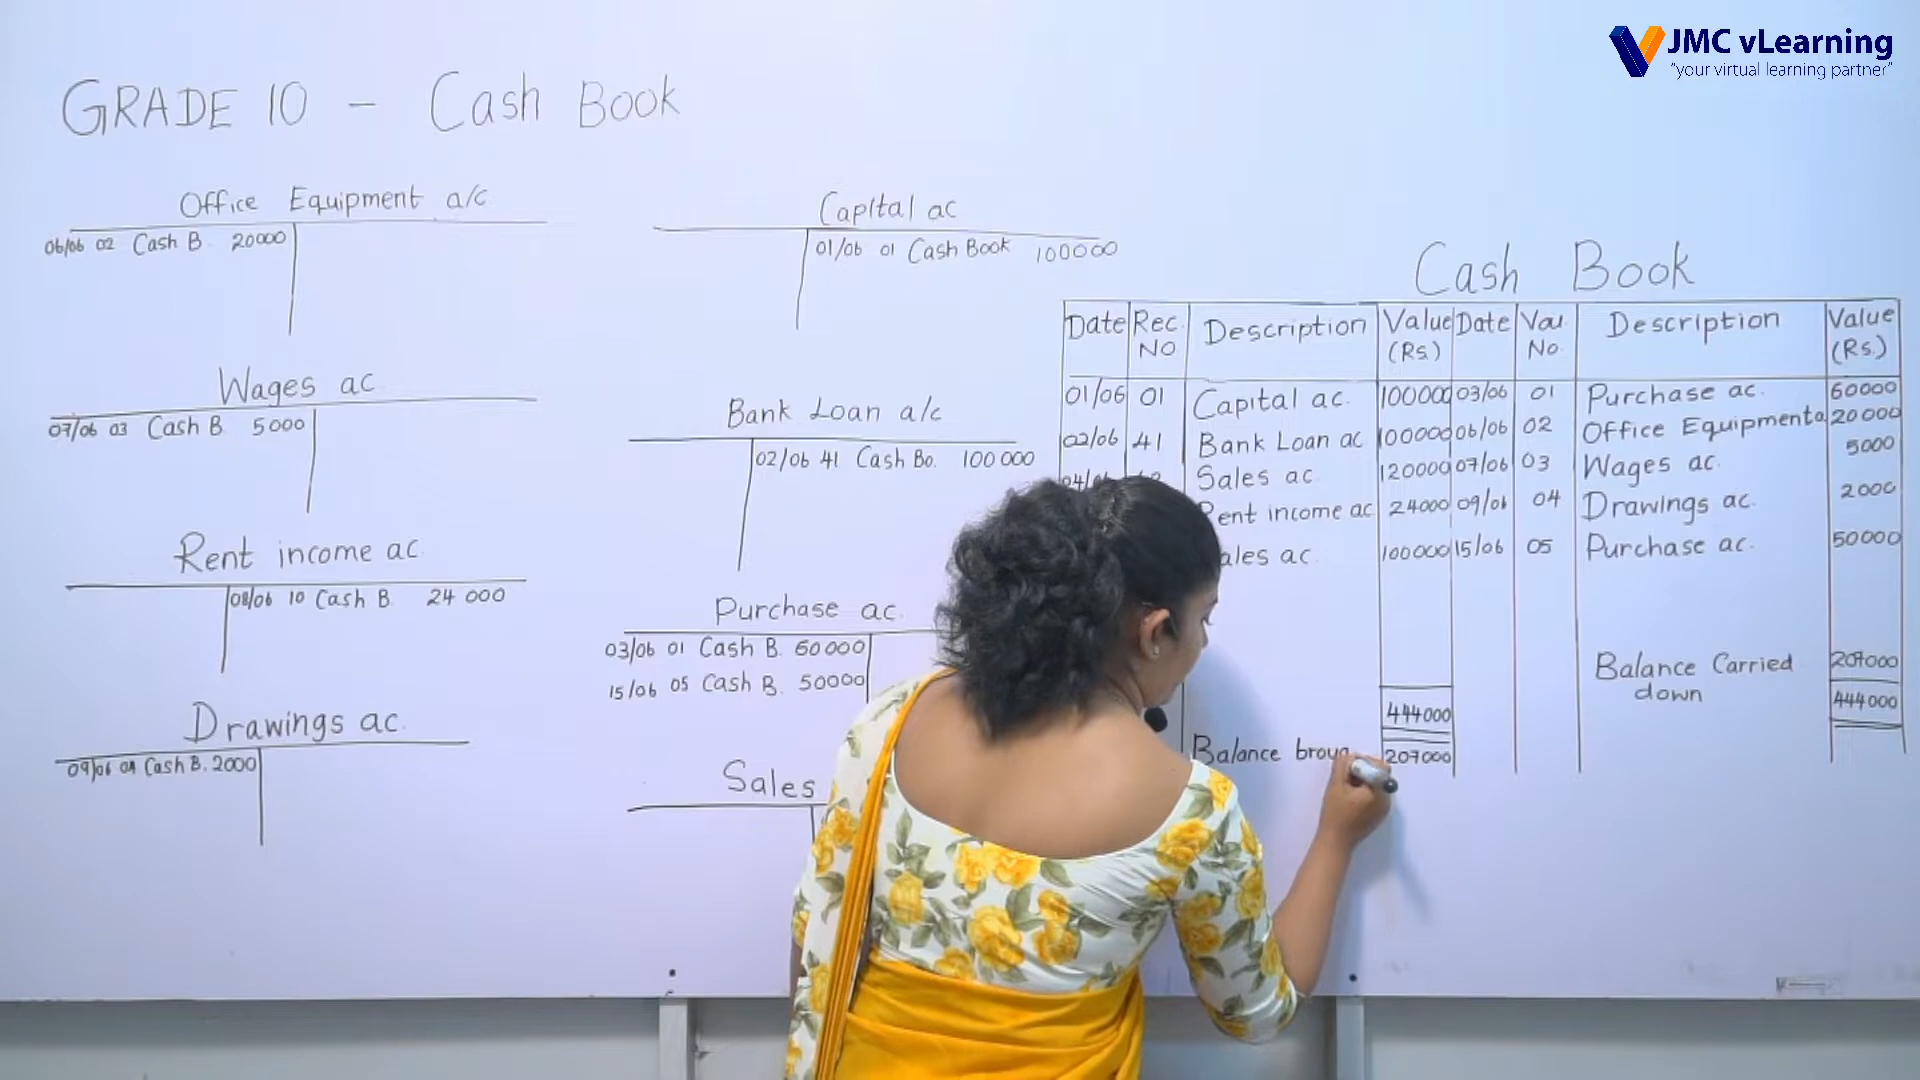 JMC vLearning
"your virtual learning partner"
GRADE 10 - Cash Book
Office Equipment a/c
06/06 02 Cash B. 20000
Wages ac
07/06 03 Cash B 5000
Rent income ac.
08/06 10 Cash B. 24 000
Drawings ac.
09/06 04 Cash B. 2000
Capital ac
01/06 01 Cash Book 100000
Bank Loan a/c
02/06 41 Cash Bo. 100 000
Purchase ac.
03/06 01 Cash B. 60 000
15/06 05 Cash B. 50000
Sales
Cash Book
Date Rec. NO Description Value (Rs.) Date Vou. No. Description Value (Rs.)
01/06 01 Capital ac. 100000 03/06 01 Purchase ac. 60000
02/06 41 Bank Loan ac 100000 06/06 02 Office Equipment a 20000
Sales ac. 120000 07/06 03 Wages ac. 5000
Rent income ac 24000 09/06 04 Drawings ac. 2000
ales ac. 100000 15/06 05 Purchase ac. 50000
Balance Carried down 207000
444000 444000
Balance broug 207000